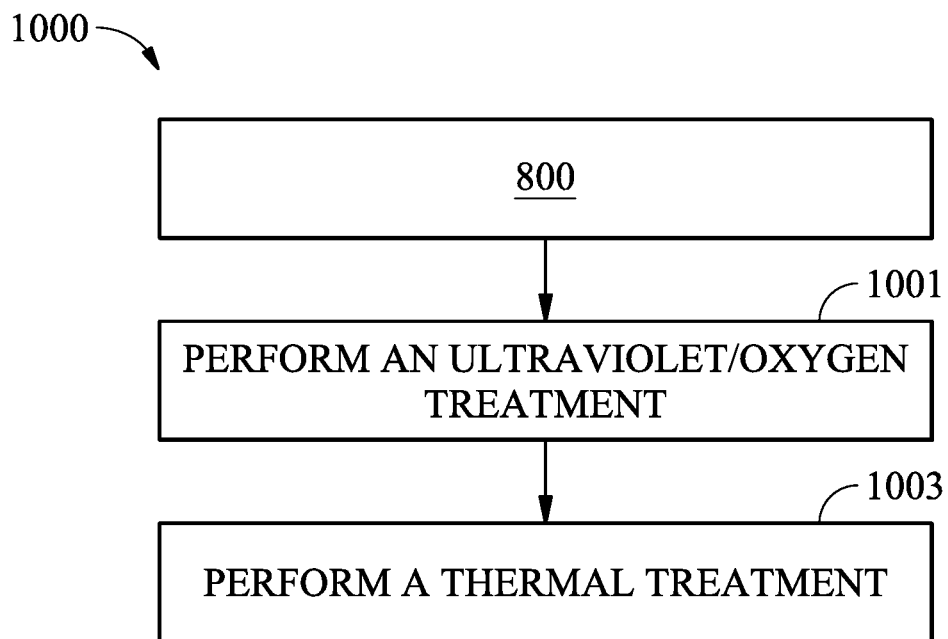 1000
800
1001
PERFORM AN ULTRAVIOLET/OXYGEN
TREATMENT
1003
PERFORM A THERMAL TREATMENT